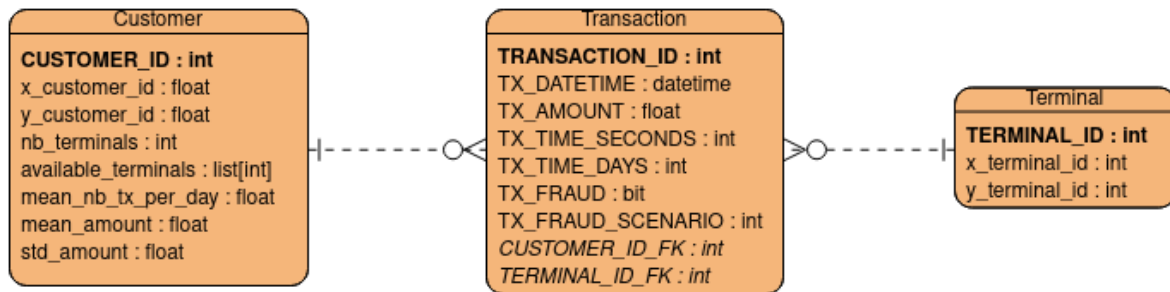 Customer
CUSTOMER_ID : int
x_customer_id : float
y_customer_id : float
nb_terminals : int
available_terminals : list[int]
mean_nb_tx_per_day : float
mean_amount : float
std_amount : float
Transaction
TRANSACTION_ID : int
TX_DATETIME : datetime
TX_AMOUNT : float
TX_TIME_SECONDS : int
TX_TIME_DAYS : int
TX_FRAUD : bit
TX_FRAUD_SCENARIO : int
CUSTOMER_ID_FK : int
TERMINAL_ID_FK : int
Terminal
TERMINAL_ID : int
x_terminal_id : int
y_terminal_id : int